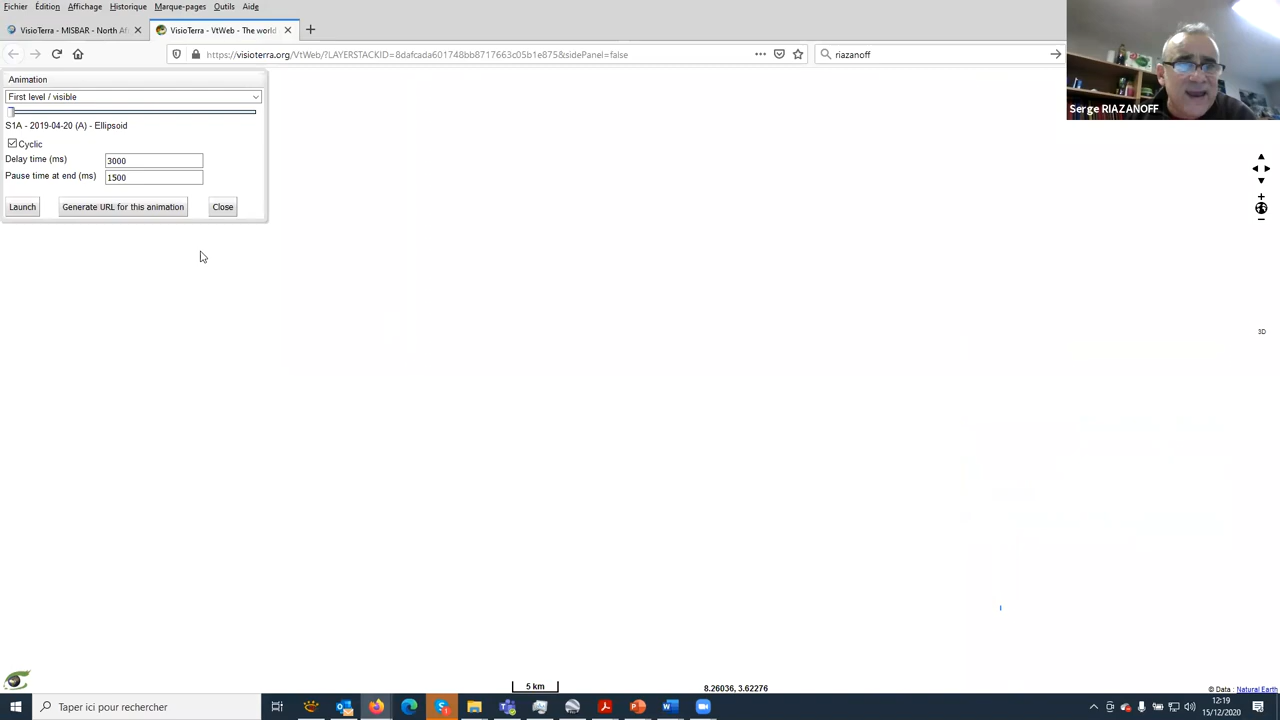 Fichier Édition Affichage Historique Marque-pages Outils Aide
VisioTerra - MISBAR - North Af × VisioTerra - VtWeb - The world × +
https://visioterra.org/VtWeb/?LAYERSTACKID=8dafcada601748bb8717663c05b1e875&sidePanel=false riazanoff
Serge RIAZANOFF
Animation
First level / visible
S1A - 2019-04-20 (A) - Ellipsoid
Cyclic
Delay time (ms) 3000
Pause time at end (ms) 1500
Launch Generate URL for this animation Close
3D
5 km 8.26036, 3.62276 © Data : Natural Earth
Taper ici pour rechercher
12:19
15/12/2020